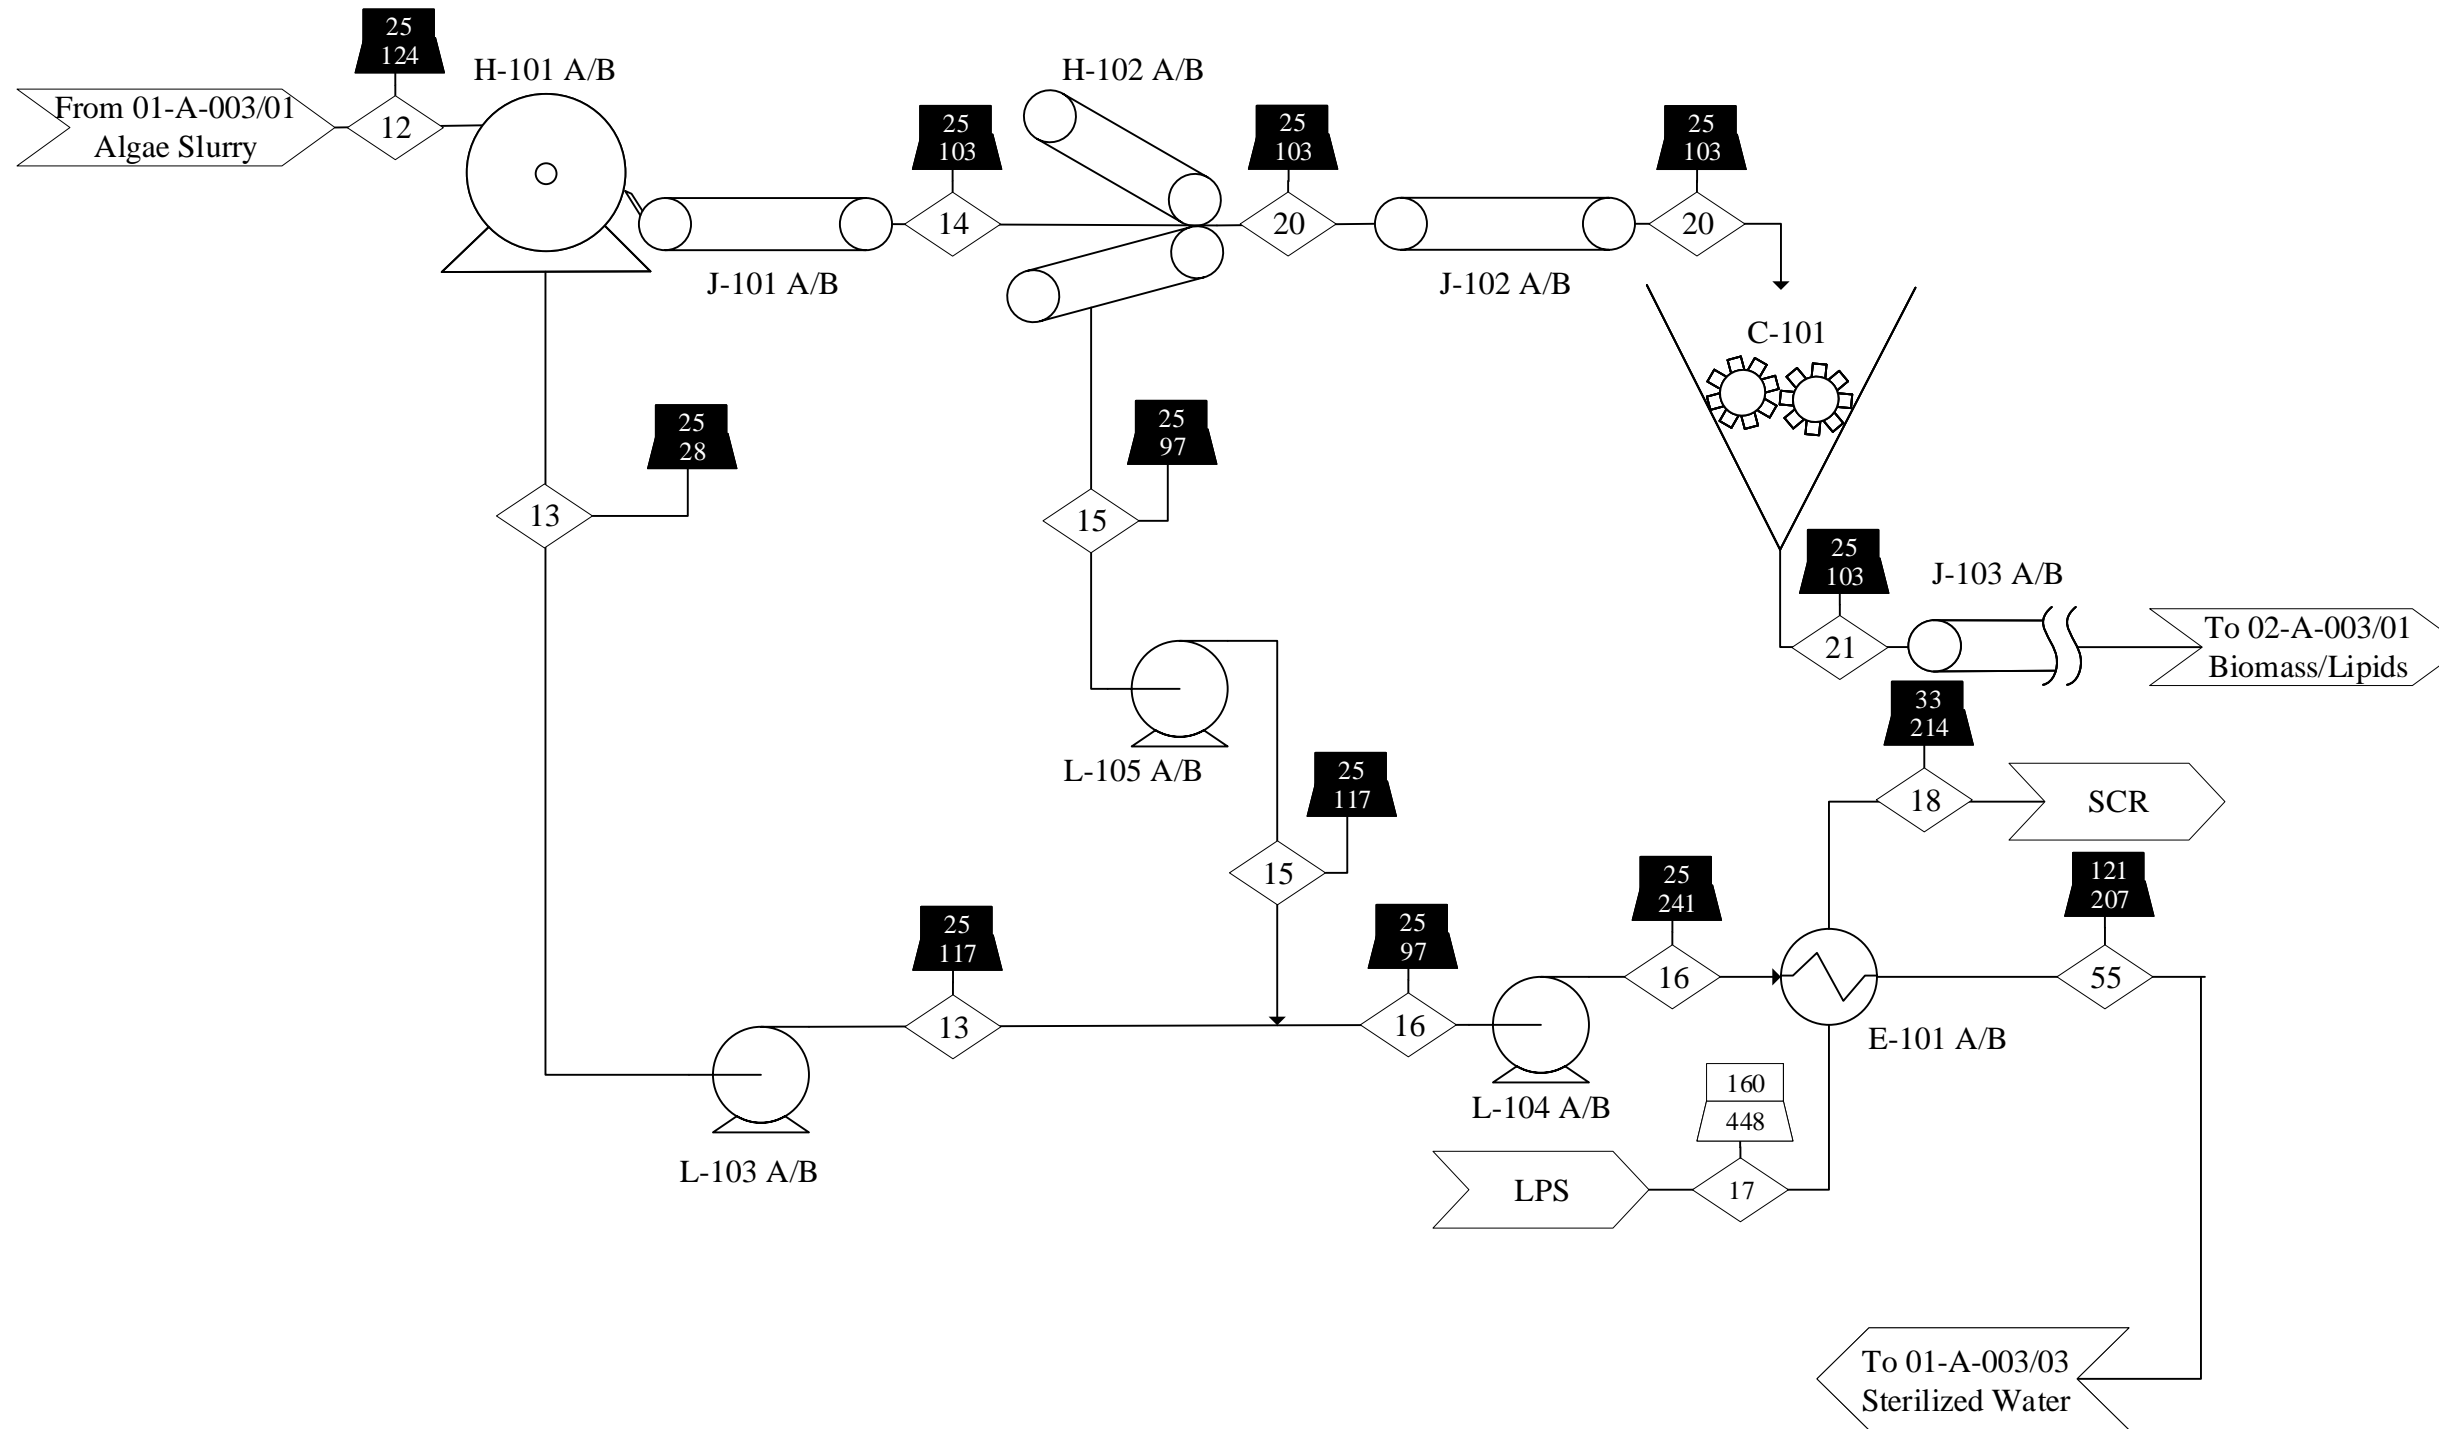 25
124
H-101 A/B
H-102 A/B
From 01-A-003/01
Algae Slurry
12
25
103
14
25
103
20
25
103
20
J-101 A/B
J-102 A/B
C-101
25
28
13
25
97
15
25
103
21
J-103 A/B
To 02-A-003/01
Biomass/Lipids
L-105 A/B
33
214
18
SCR
25
117
15
25
117
13
25
97
16
25
241
16
121
207
55
E-101 A/B
L-103 A/B
L-104 A/B
160
448
17
LPS
To 01-A-003/03
Sterilized Water